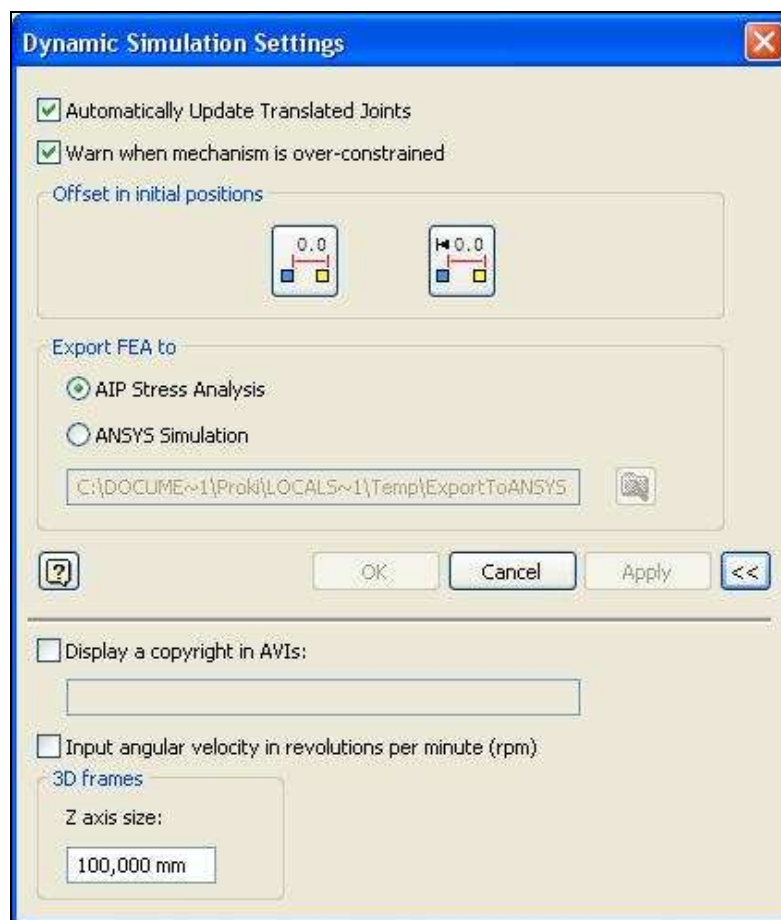 Dynamic Simulation Settings
Automatically Update Translated Joints
Warn when mechanism is over-constrained
Offset in initial positions
0.0 0.0
Export FEA to
AIP Stress Analysis
ANSYS Simulation
C:\DOCUME~1\Proki\LOCALS~1\Temp\ExportToANSYS
? OK Cancel Apply <<
Display a copyright in AVIs:
Input angular velocity in revolutions per minute (rpm)
3D frames
Z axis size:
100,000 mm